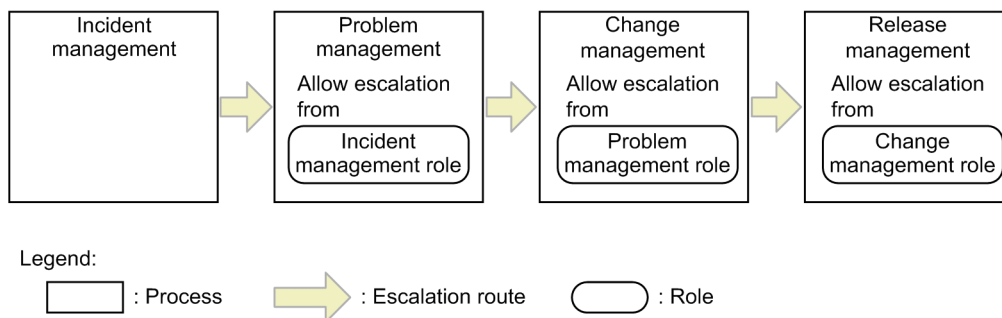 Incident
management
Problem
management
Allow escalation
from
Incident
management role
Change
management
Allow escalation
from
Problem
management role
Release
management
Allow escalation
from
Change
management role
Legend:
: Process
: Escalation route
: Role